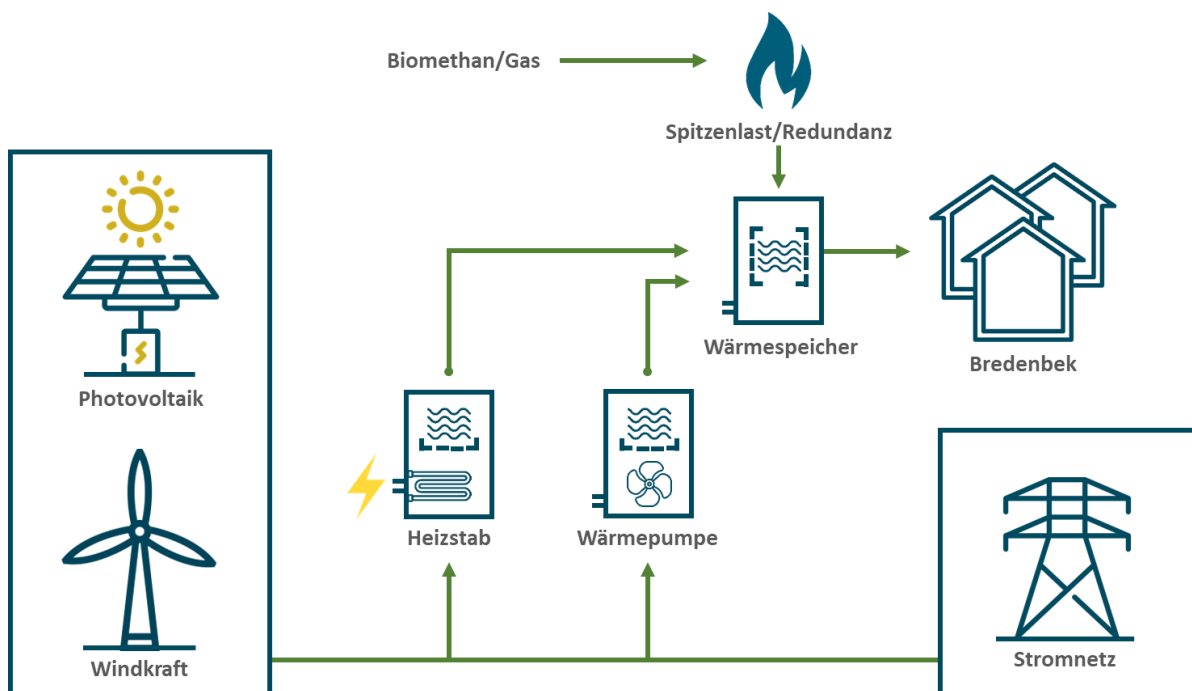 Biomethan/Gas
Spitzenlast/Redundanz
Photovoltaik
Wärmespeicher
Bredenbek
Heizstab
Wärmepumpe
Windkraft
Stromnetz